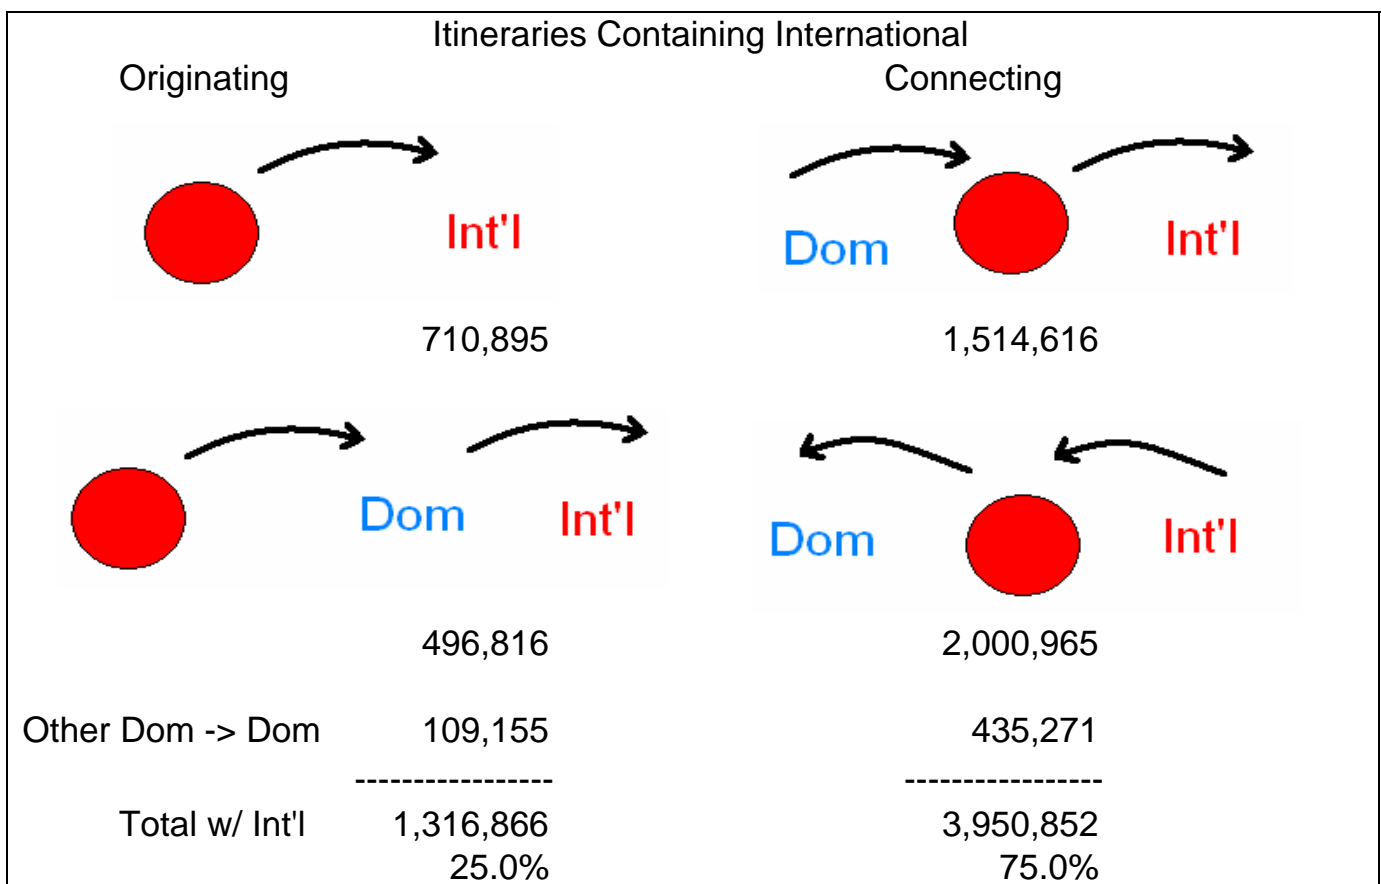 Itineraries Containing International
Originating Connecting
Int'l
Dom Int'l
710,895 1,514,616
Dom Int'l
Dom Int'l
496,816 2,000,965
Other Dom -> Dom 109,155 435,271
----------------- -----------------
Total w/ Int'l 1,316,866 3,950,852
25.0% 75.0%